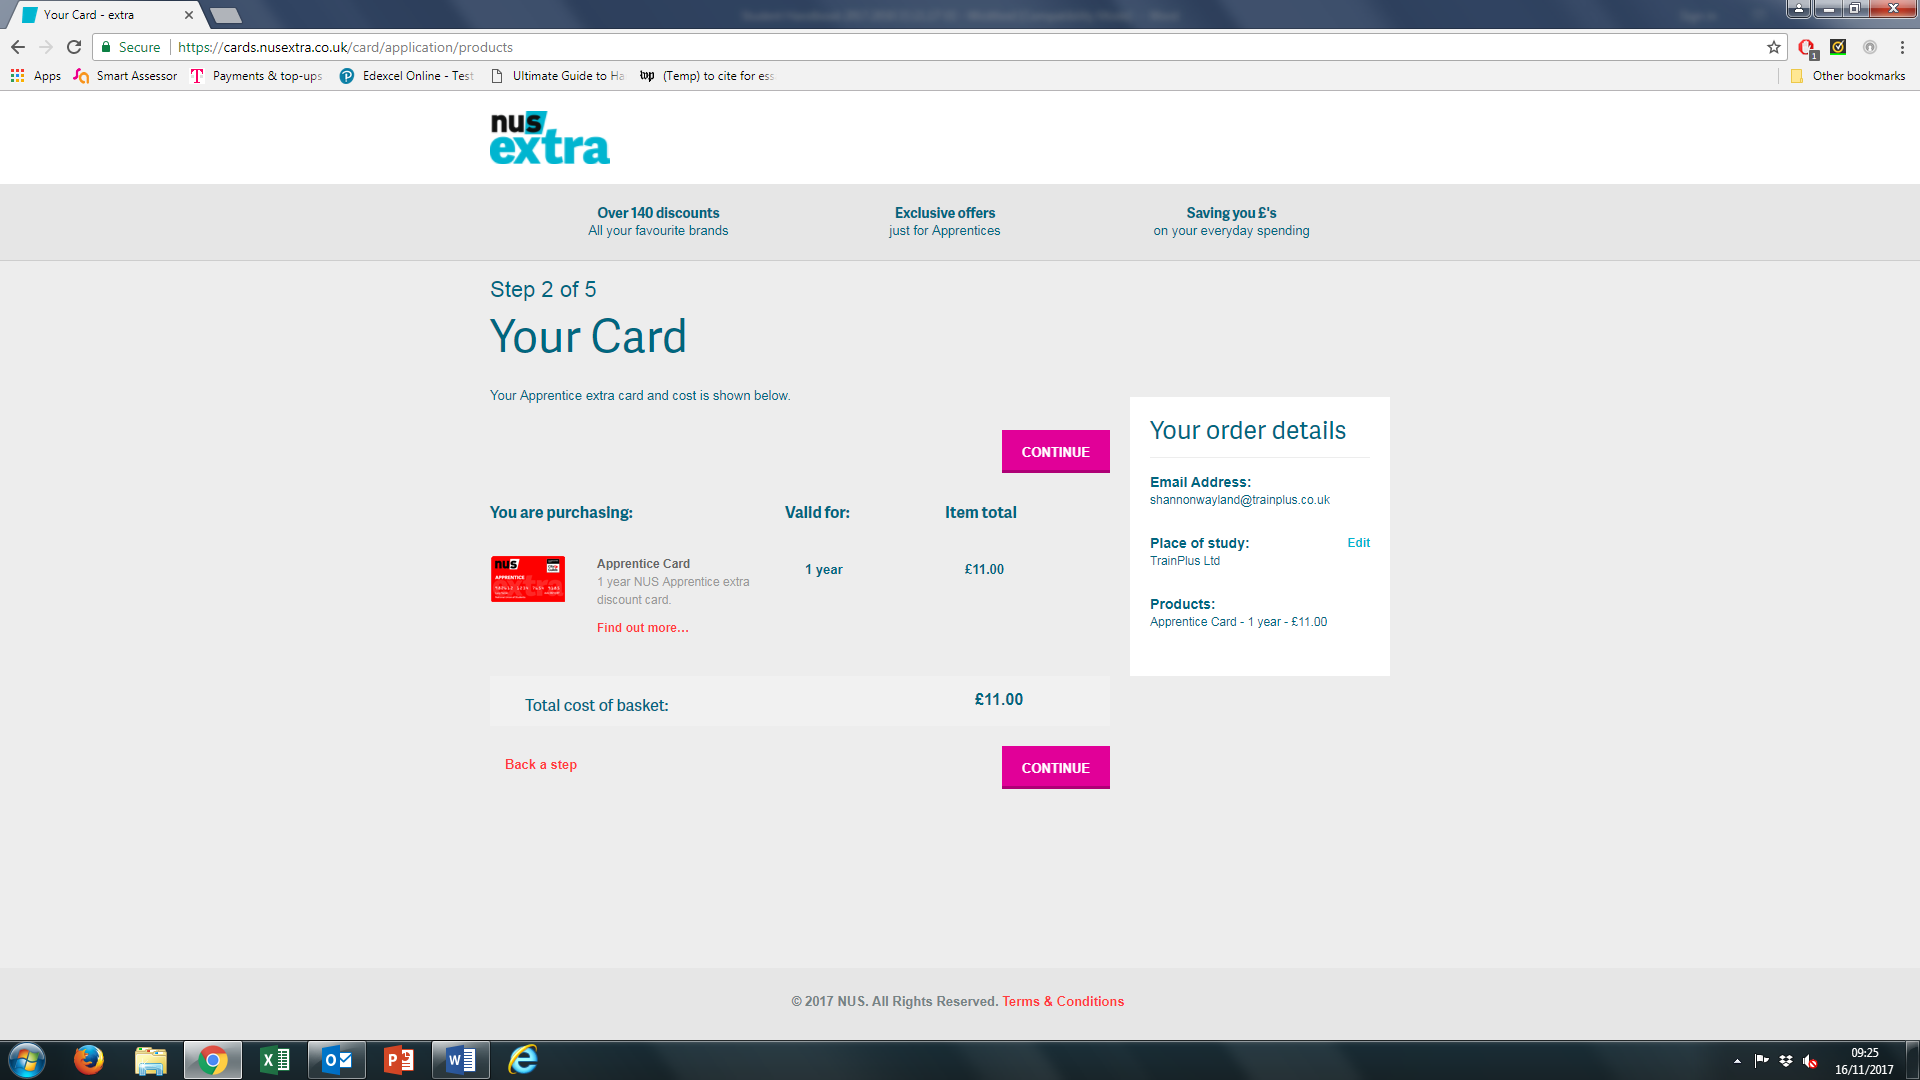 Your Card - extra
Secure
https://cards.nusextra.co.uk/card/application/products
1
Apps
Smart Assessor
Payments & top-ups
Edexcel Online - Test
Ultimate Guide to Ha
(Temp) to cite for ess
Other bookmarks
nus
extra
Over 140 discounts
All your favourite brands
Exclusive offers
just for Apprentices
Saving you £'s
on your everyday spending
Step 2 of 5
Your Card
Your Apprentice extra card and cost is shown below.
CONTINUE
You are purchasing:
Valid for:
Item total
nus
APPRENTICE
extra
Apprentice Card
1 year NUS Apprentice extra
discount card.
Find out more...
1 year
£11.00
Total cost of basket:
£11.00
Back a step
CONTINUE
Your order details
Email Address:
shannonwayland@trainplus.co.uk
Place of study:
Edit
TrainPlus Ltd
Products:
Apprentice Card - 1 year - £11.00
© 2017 NUS. All Rights Reserved. Terms & Conditions
09:25
16/11/2017